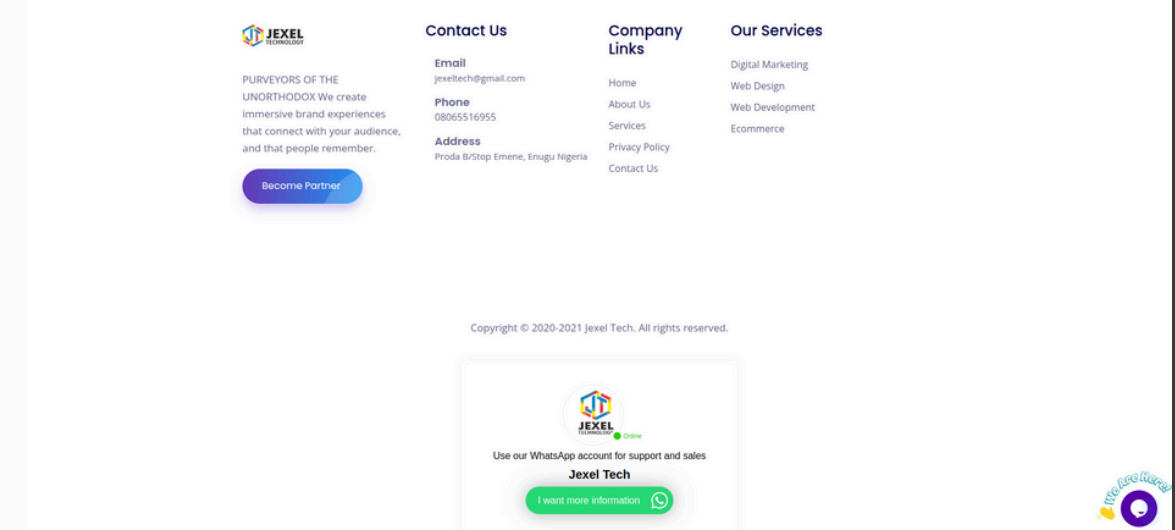 JEXEL
TECHNOLOGY
PURVEYORS OF THE
UNORTHODOX We create
immersive brand experiences
that connect with your audience,
and that people remember.
Become Partner
Contact Us
Email
jexeltech@gmail.com
Phone
08065516955
Address
Proda B/Stop Emene, Enugu Nigeria
Company
Links
Home
About Us
Services
Privacy Policy
Contact Us
Our Services
Digital Marketing
Web Design
Web Development
Ecommerce
Copyright © 2020-2021 Jexel Tech. All rights reserved.
JT
JEXEL
TECHNOLOGY
Online
Use our WhatsApp account for support and sales
Jexel Tech
I want more information
We Are Here!